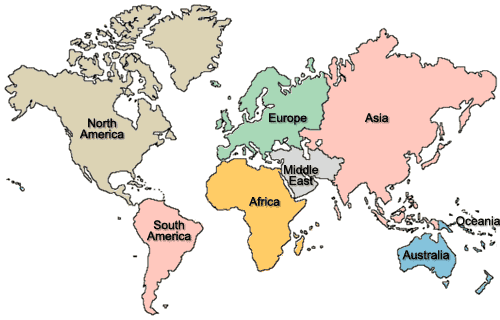 North
America
Europe
Asia
Middle
East
Africa
South
America
Oceania
Australia